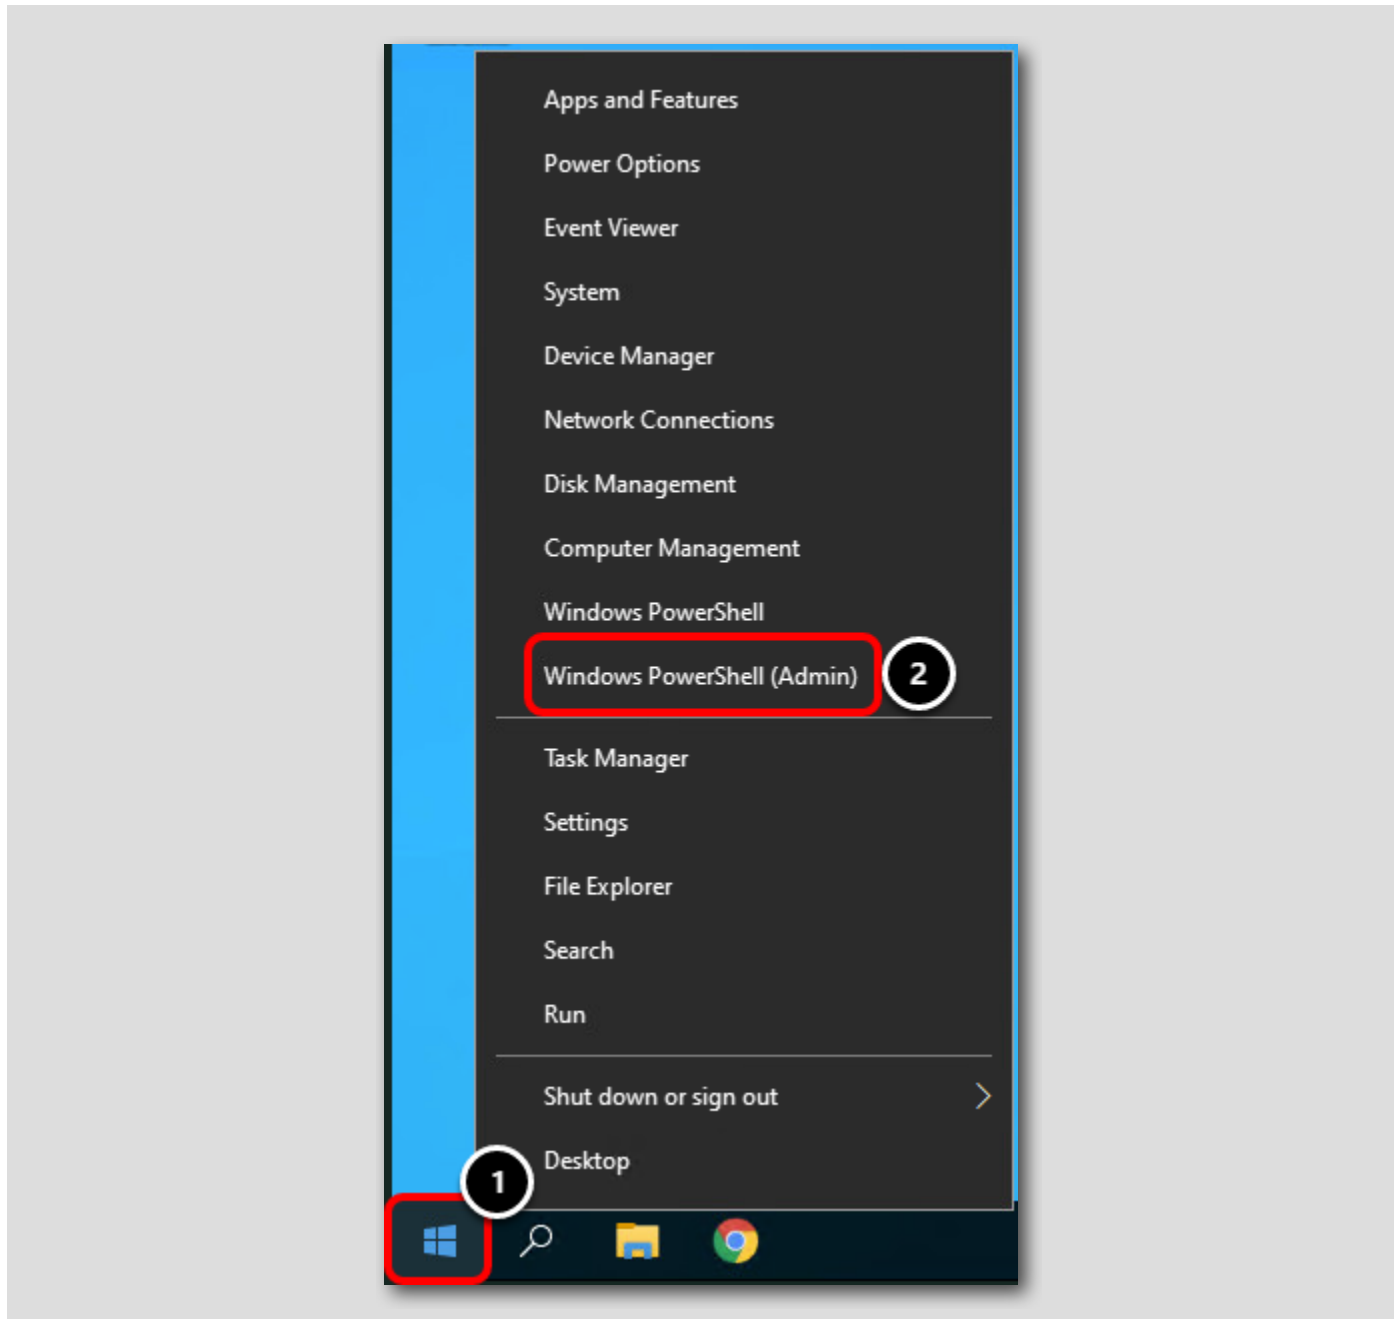 Apps and Features
Power Options
Event Viewer
System
Device Manager
Network Connections
Disk Management
Computer Management
Windows PowerShell
Windows PowerShell (Admin)
2
Task Manager
Settings
File Explorer
Search
Run
Shut down or sign out
Desktop
1